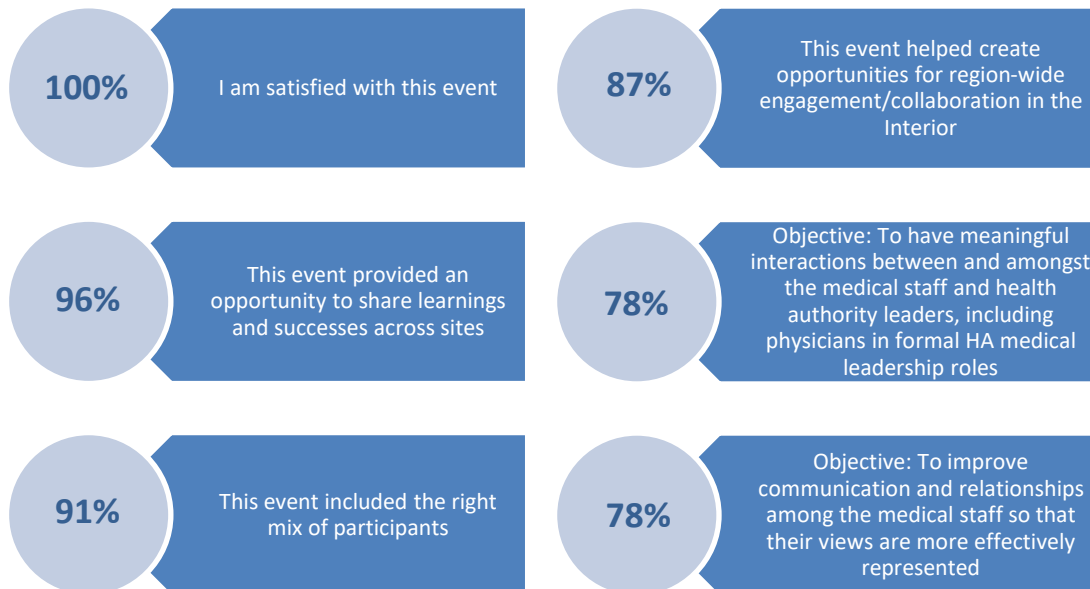 100%
I am satisfied with this event
87%
This event helped create
opportunities for region-wide
engagement/collaboration in the
Interior
96%
This event provided an
opportunity to share learnings
and successes across sites
78%
Objective: To have meaningful
interactions between and amongst
the medical staff and health
authority leaders, including
physicians in formal HA medical
leadership roles
91%
This event included the right
mix of participants
78%
Objective: To improve
communication and relationships
among the medical staff so that
their views are more effectively
represented